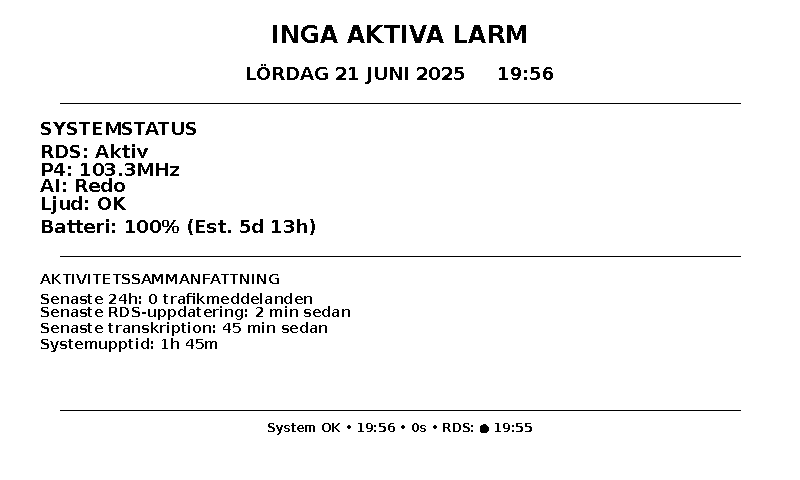 INGA AKTIVA LARM
LÖRDAG 21 JUNI 2025 19:56
SYSTEMSTATUS
RDS: Aktiv
P4: 103.3MHz
AI: Redo
Ljud: OK
Batteri: 100% (Est. 5d 13h)
AKTIVITETSSAMMANFATTNING
Senaste 24h: 0 trafikmeddelanden
Senaste RDS-uppdatering: 2 min sedan
Senaste transkription: 45 min sedan
Systemupptid: 1h 45m
System OK • 19:56 • 0s • RDS: ● 19:55